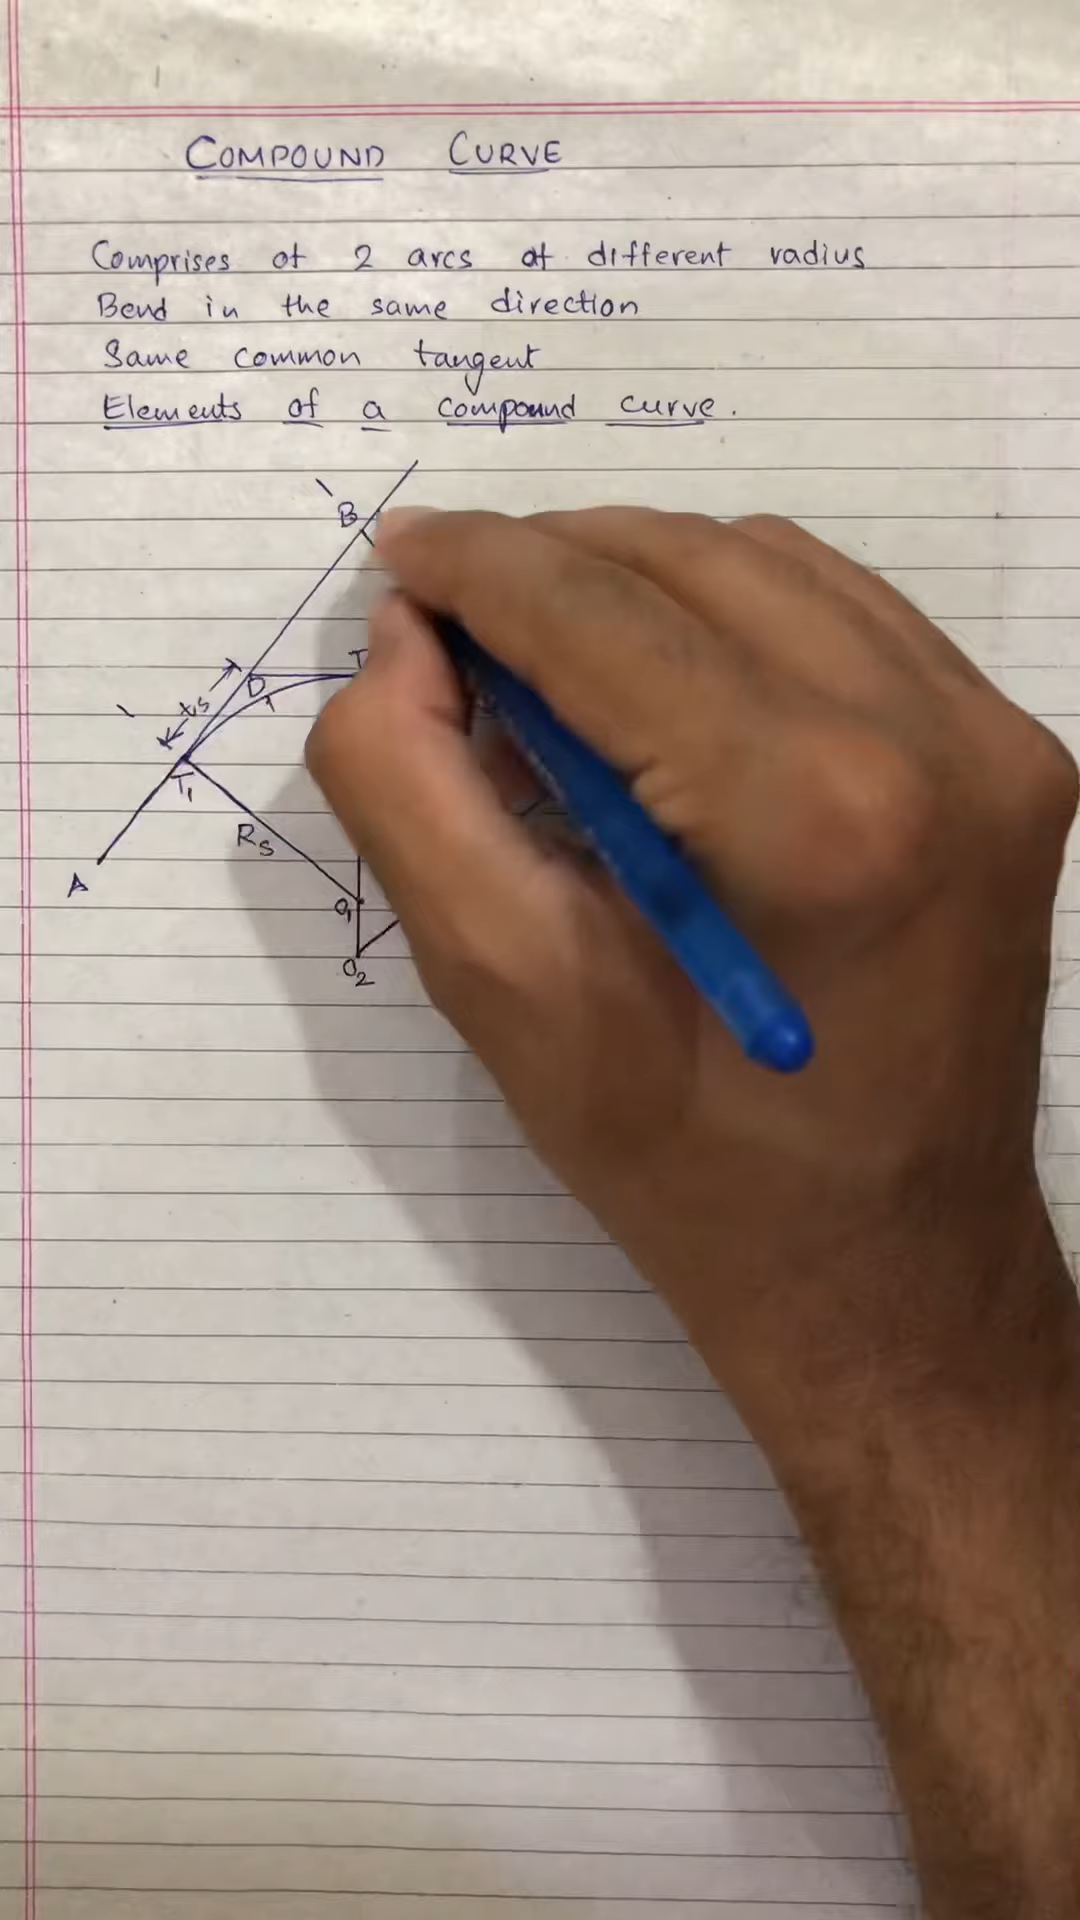 COMPOUND CURVE
Comprises of 2 arcs of different radius
Bend in the same direction
Same common tangent
Elements of a compound curve.
B
T
D
ts
T1
Rs
A
O1
O2